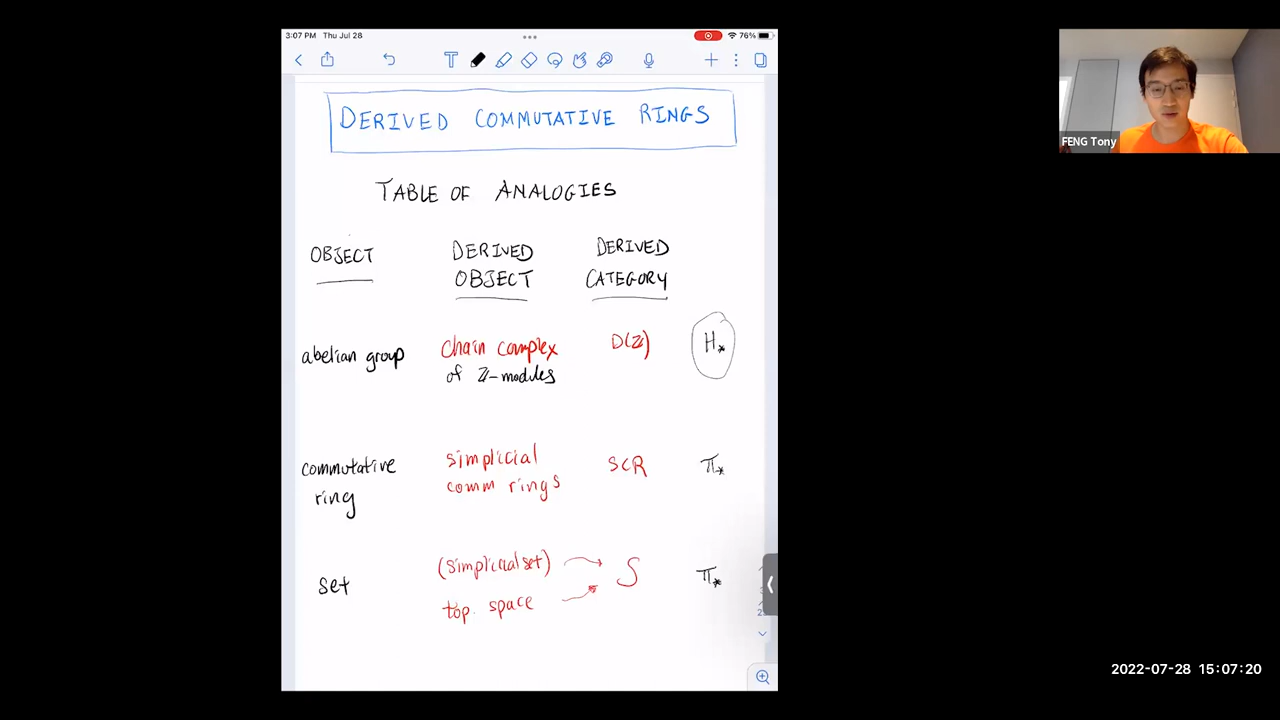 3:07 PM Thu Jul 28
76%
DERIVED COMMUTATIVE RINGS
TABLE OF ANALOGIES
OBJECT
DERIVED OBJECT
DERIVED CATEGORY
abelian group
chain complex
of ℤ-modules
D(ℤ)
H*
commutative
ring
simplicial
comm rings
SCR
π*
set
(simplicial set)
top. space
S
π*
FENG Tony
2022-07-28 15:07:20